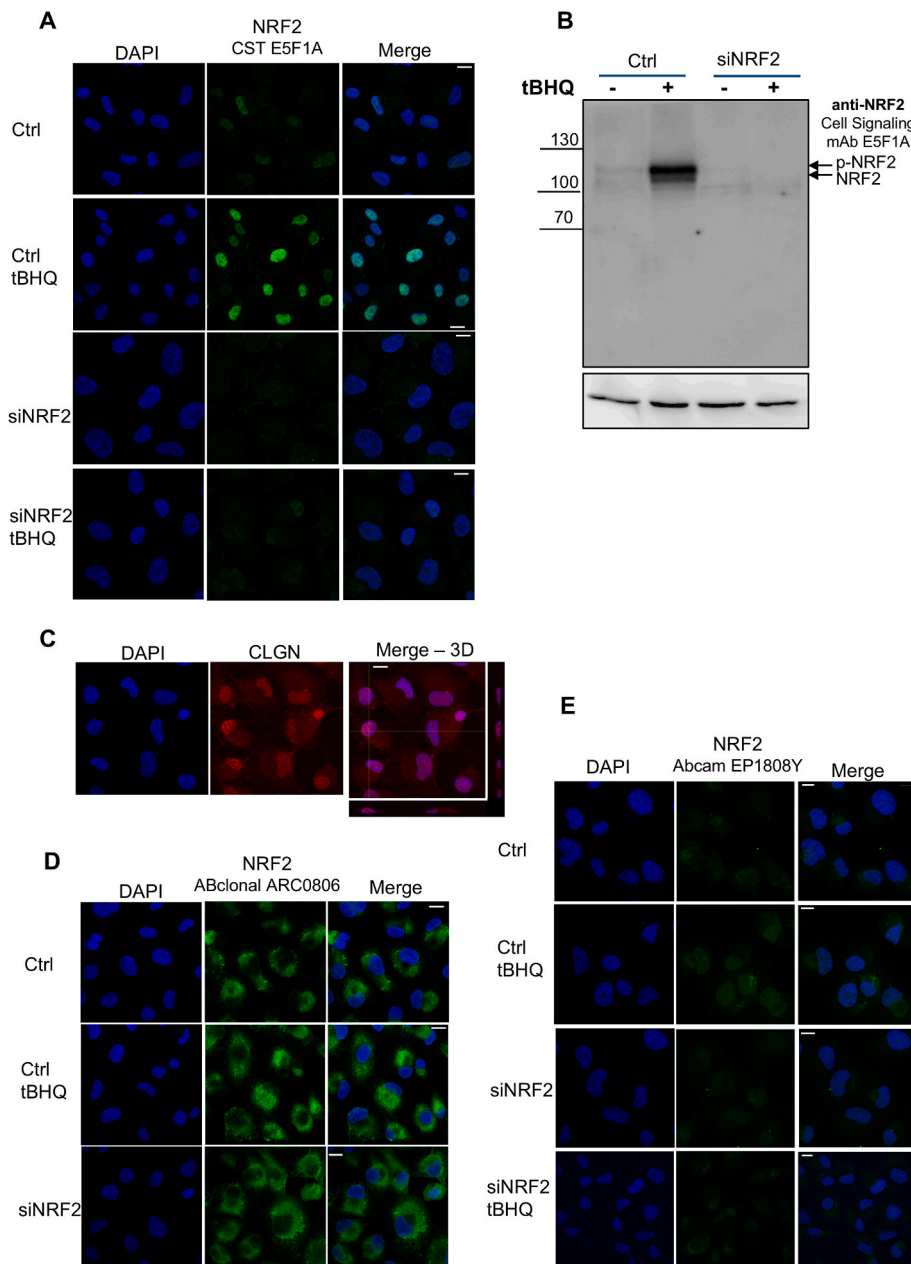 A
NRF2
CST E5F1A
DAPI
Merge
Ctrl
Ctrl
tBHQ
siNRF2
siNRF2
tBHQ
B
Ctrl
siNRF2
tBHQ
-
+
-
+
anti-NRF2
Cell Signaling
mAb E5F1A
p-NRF2
NRF2
130
100
70
C
DAPI
CLGN
Merge – 3D
D
NRF2
ABclonal ARC0806
DAPI
Merge
Ctrl
Ctrl
tBHQ
siNRF2
E
NRF2
Abcam EP1808Y
DAPI
Merge
Ctrl
Ctrl
tBHQ
siNRF2
siNRF2
tBHQ